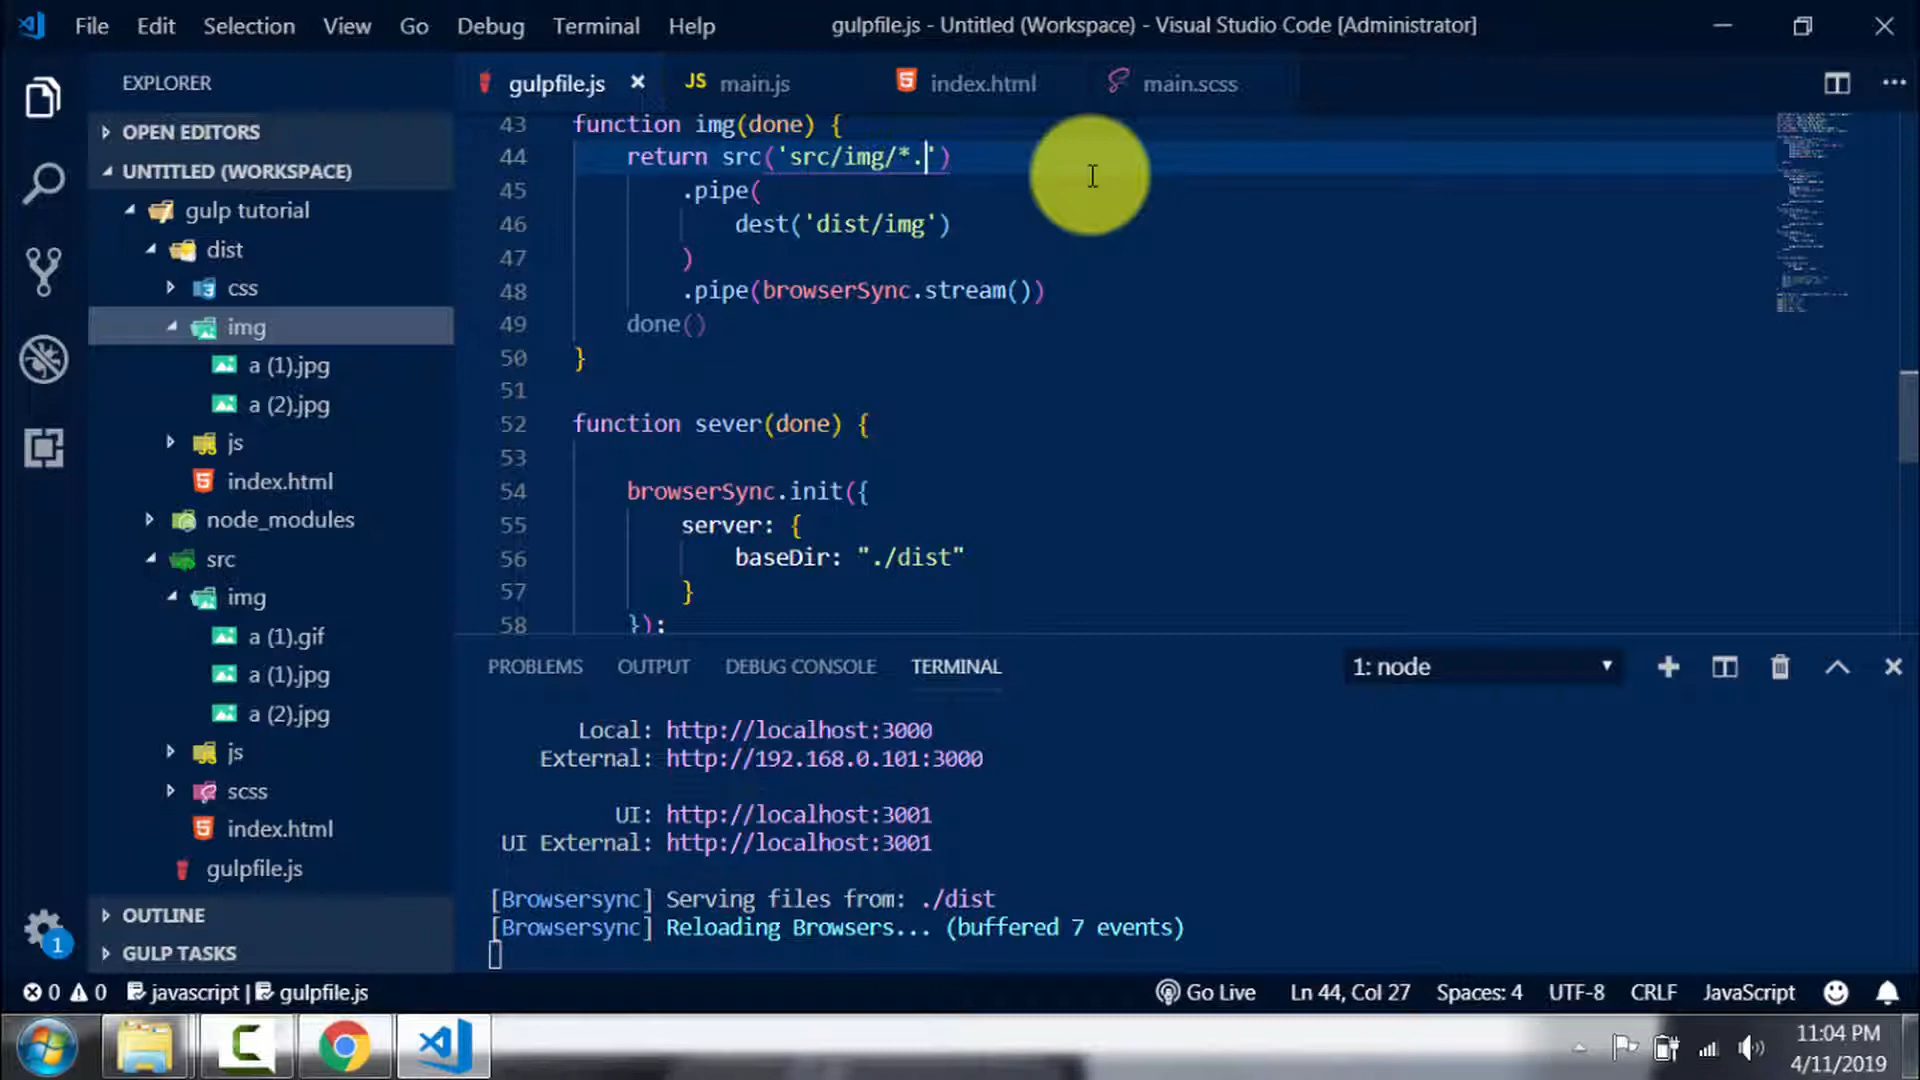 File Edit Selection View Go Debug Terminal Help gulpfile.js - Untitled (Workspace) - Visual Studio Code [Administrator]
EXPLORER
OPEN EDITORS
UNTITLED (WORKSPACE)
gulp tutorial
dist
css
img
a (1).jpg
a (2).jpg
js
index.html
node_modules
src
img
a (1).gif
a (1).jpg
a (2).jpg
js
scss
index.html
gulpfile.js
OUTLINE
GULP TASKS
gulpfile.js JS main.js index.html main.scss
43 function img(done) {
44 return src('src/img/*.')
45 .pipe(
46 dest('dist/img')
47 )
48 .pipe(browserSync.stream())
49 done()
50 }
51
52 function sever(done) {
53
54 browserSync.init({
55 server: {
56 baseDir: "./dist"
57 }
58 });
PROBLEMS OUTPUT DEBUG CONSOLE TERMINAL 1: node
Local: http://localhost:3000
External: http://192.168.0.101:3000
UI: http://localhost:3001
UI External: http://localhost:3001
[Browsersync] Serving files from: ./dist
[Browsersync] Reloading Browsers... (buffered 7 events)
1
0 0 javascript | gulpfile.js Go Live Ln 44, Col 27 Spaces: 4 UTF-8 CRLF JavaScript
11:04 PM
4/11/2019